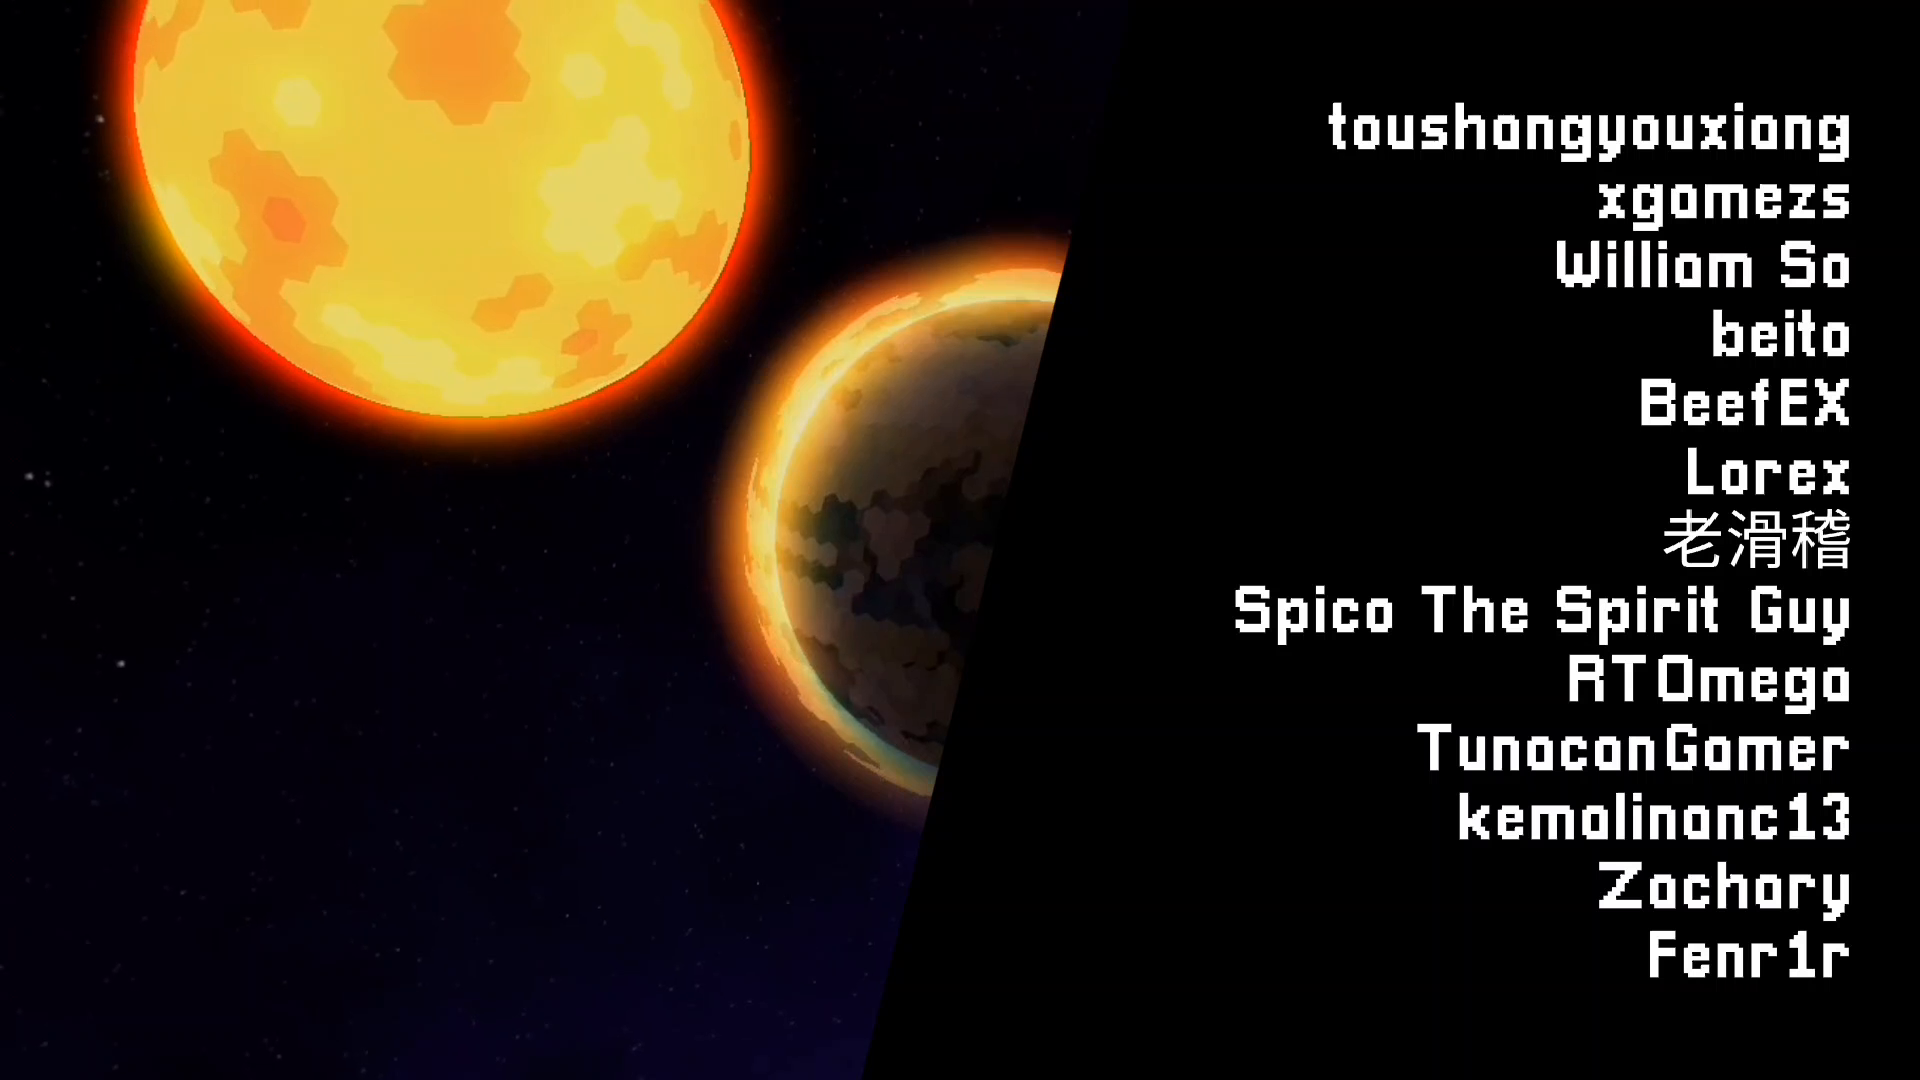 toushangyouxiang
xgamezs
William So
beito
BeefEX
Lorex
老滑稽
Spico The Spirit Guy
RTOmega
TunacanGamer
kemalinanc13
Zachary
Fenr1r